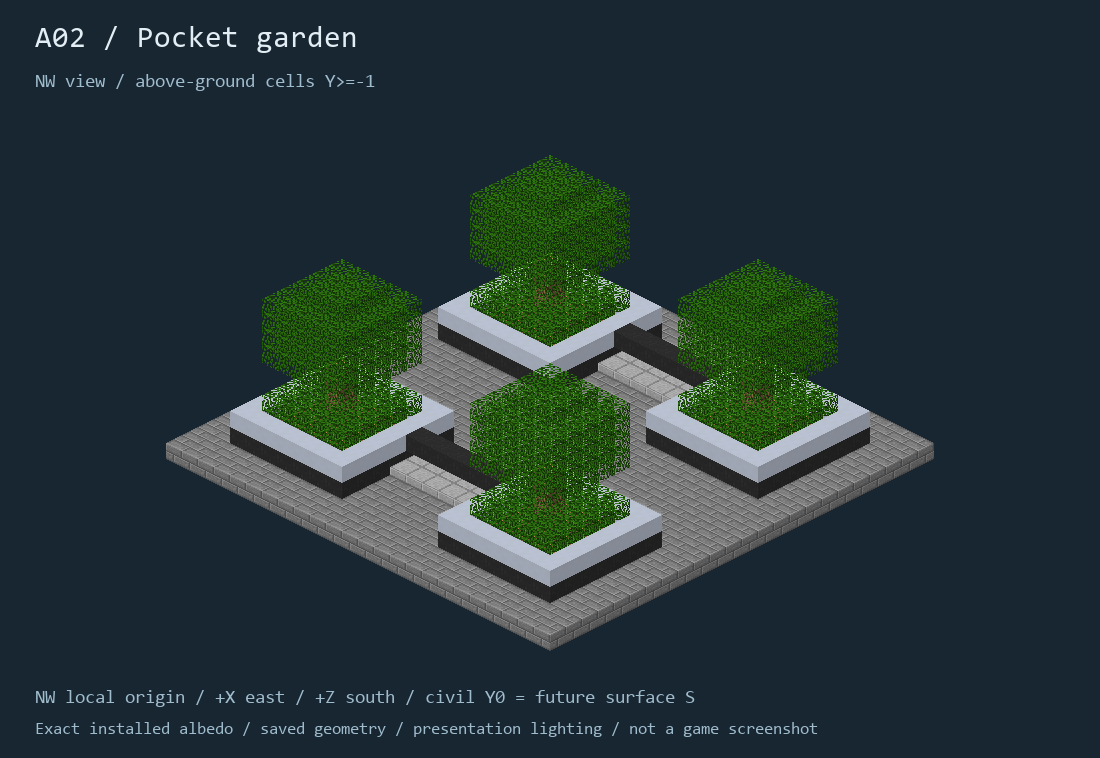 A02 / Pocket garden
NW view / above-ground cells Y>=-1
NW local origin / +X east / +Z south / civil Y0 = future surface S
Exact installed albedo / saved geometry / presentation lighting / not a game screenshot